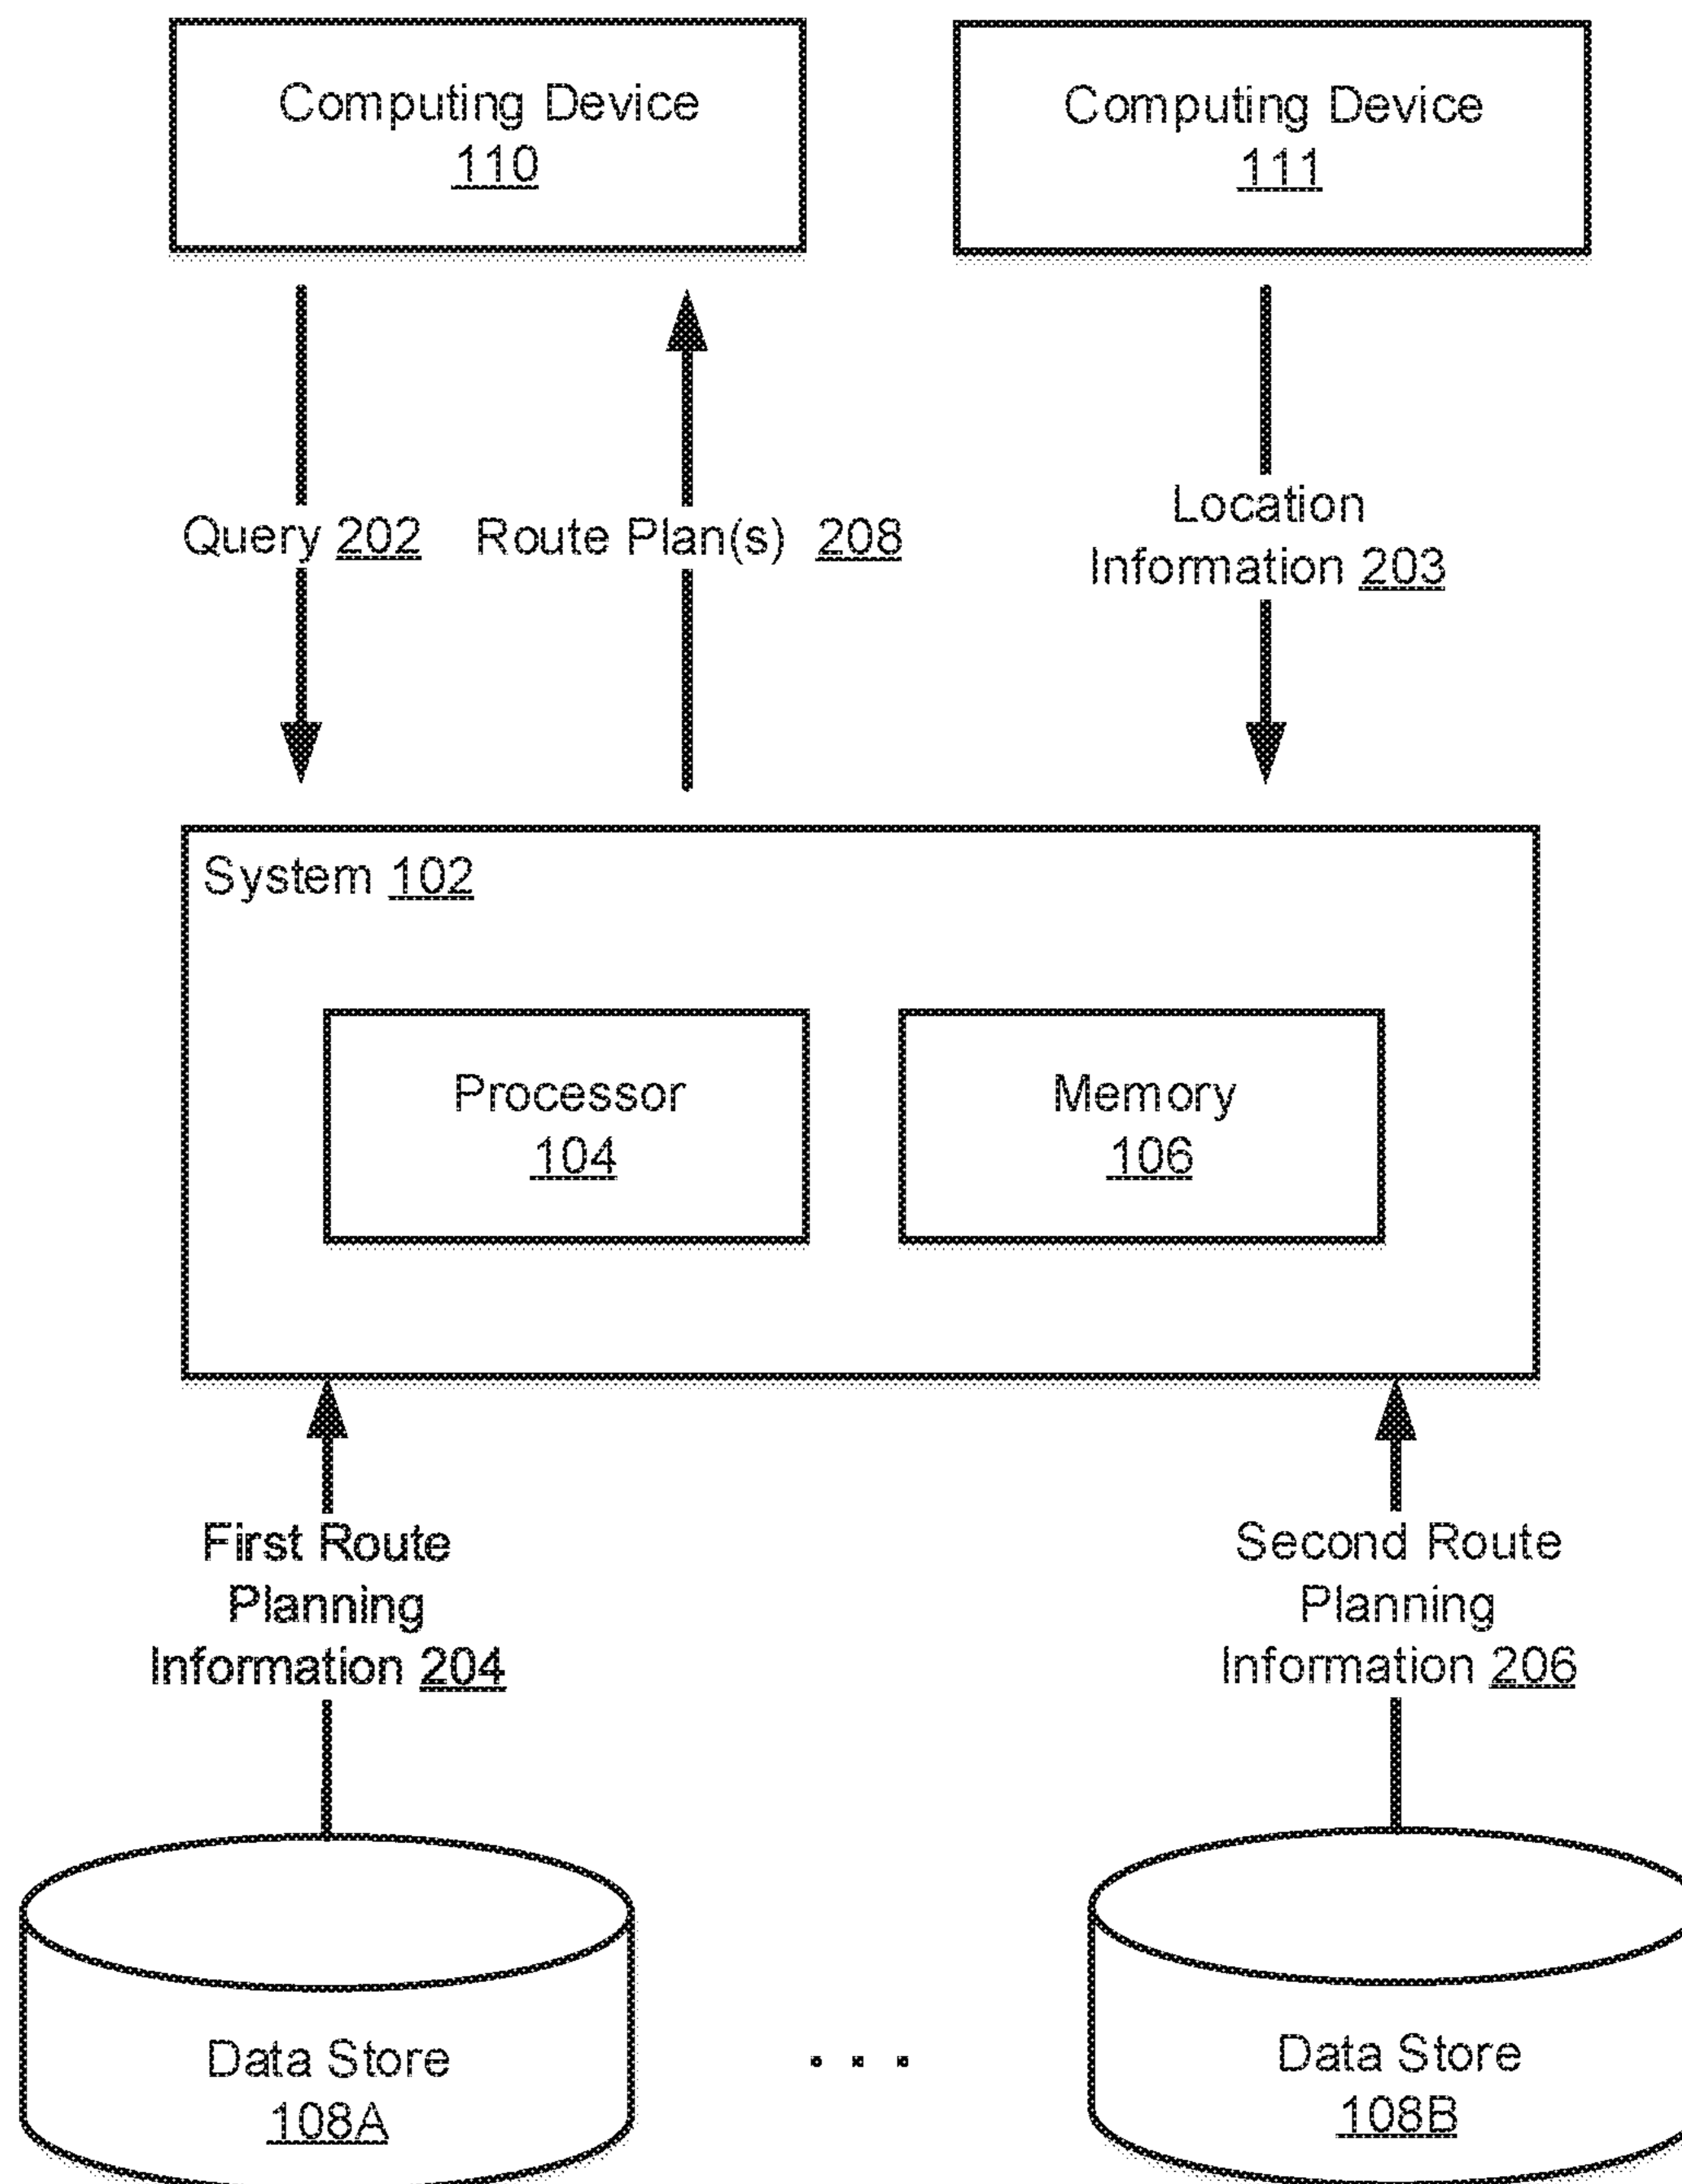 Computing Device
110
Computing Device
111
Query 202
Route Plan(s) 208
Location
Information 203
System 102
Processor
104
Memory
106
First Route
Planning
Information 204
Second Route
Planning
Information 206
Data Store
108A
. . .
Data Store
108B